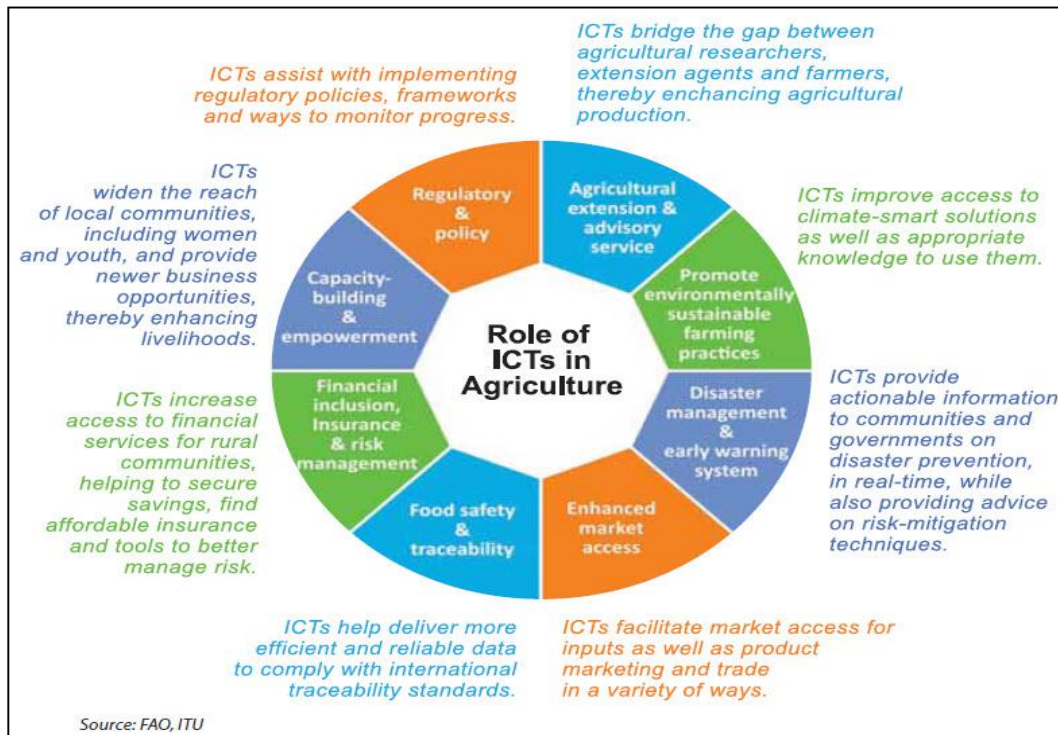 ICTs bridge the gap between
agricultural researchers,
extension agents and farmers,
thereby enchancing agricultural
production.
ICTs assist with implementing
regulatory policies, frameworks
and ways to monitor progress.
ICTs
widen the reach
of local communities,
including women
and youth, and provide
newer business
opportunities,
thereby enhancing
livelihoods.
Regulatory
&
policy
Agricultural
extension &
advisory
service
ICTs improve access to
climate-smart solutions
as well as appropriate
knowledge to use them.
Capacity-
building
&
empowerment
Promote
environmentally
sustainable
farming
practices
Role of
ICTs in
Agriculture
ICTs increase
access to financial
services for rural
communities,
helping to secure
savings, find
affordable insurance
and tools to better
manage risk.
Financial
inclusion,
Insurance
& risk
management
Disaster
management
&
early warning
system
ICTs provide
actionable information
to communities and
governments on
disaster prevention,
in real-time, while
also providing advice
on risk-mitigation
techniques.
Food safety
&
traceability
Enhanced
market
access
ICTs help deliver more
efficient and reliable data
to comply with international
traceability standards.
ICTs facilitate market access for
inputs as well as product
marketing and trade
in a variety of ways.
Source: FAO, ITU